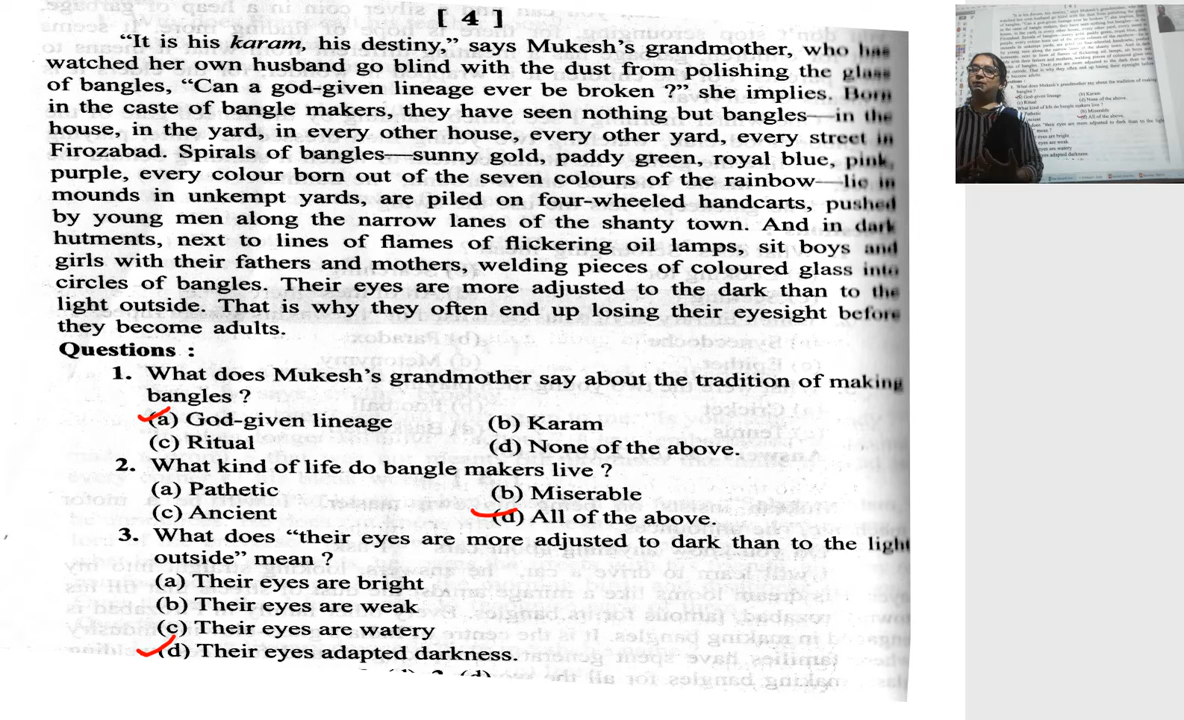 [ 4 ]
“It is his karam, his destiny,” says Mukesh’s grandmother, who has
watched her own husband go blind with the dust from polishing the glass
of bangles, “Can a god-given lineage ever be broken ?” she implies. Born
in the caste of bangle makers, they have seen nothing but bangles—in the
house, in the yard, in every other house, every other yard, every street in
Firozabad. Spirals of bangles—sunny gold, paddy green, royal blue, pink,
purple, every colour born out of the seven colours of the rainbow—lie in
mounds in unkempt yards, are piled on four-wheeled handcarts, pushed
by young men along the narrow lanes of the shanty town. And in dark
hutments, next to lines of flames of flickering oil lamps, sit boys and
girls with their fathers and mothers, welding pieces of coloured glass into
circles of bangles. Their eyes are more adjusted to the dark than to the
light outside. That is why they often end up losing their eyesight before
they become adults.
Questions :
1. What does Mukesh’s grandmother say about the tradition of making
bangles ?
(a) God-given lineage (b) Karam
(c) Ritual (d) None of the above.
2. What kind of life do bangle makers live ?
(a) Pathetic (b) Miserable
(c) Ancient (d) All of the above.
3. What does “their eyes are more adjusted to dark than to the light
outside” mean ?
(a) Their eyes are bright
(b) Their eyes are weak
(c) Their eyes are watery
(d) Their eyes adapted darkness.